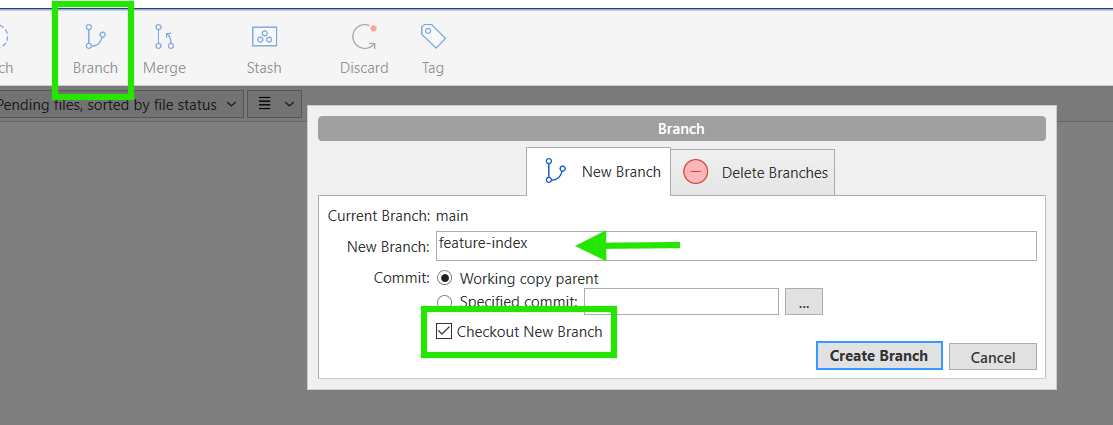 ch Branch Merge Stash Discard Tag
Pending files, sorted by file status
Branch
New Branch Delete Branches
Current Branch: main
New Branch: feature-index
Commit: Working copy parent
Specified commit: ...
Checkout New Branch
Create Branch Cancel